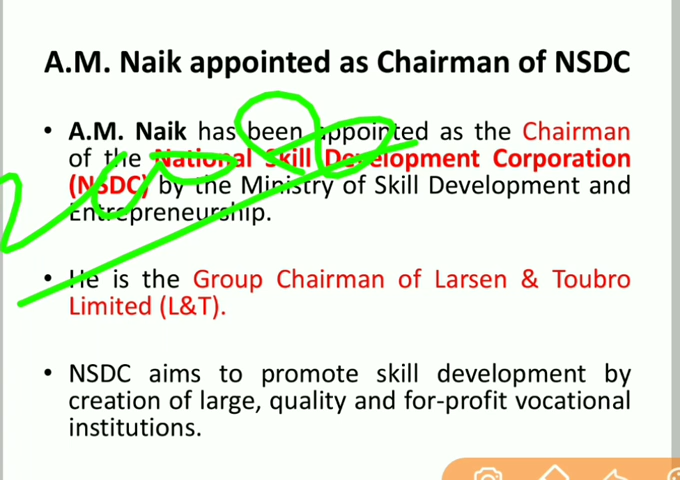 A.M. Naik appointed as Chairman of NSDC
• A.M. Naik has been appointed as the Chairman
of the National Skill Development Corporation
(NSDC) by the Ministry of Skill Development and
Entrepreneurship.
• He is the Group Chairman of Larsen & Toubro
Limited (L&T).
• NSDC aims to promote skill development by
creation of large, quality and for-profit vocational
institutions.